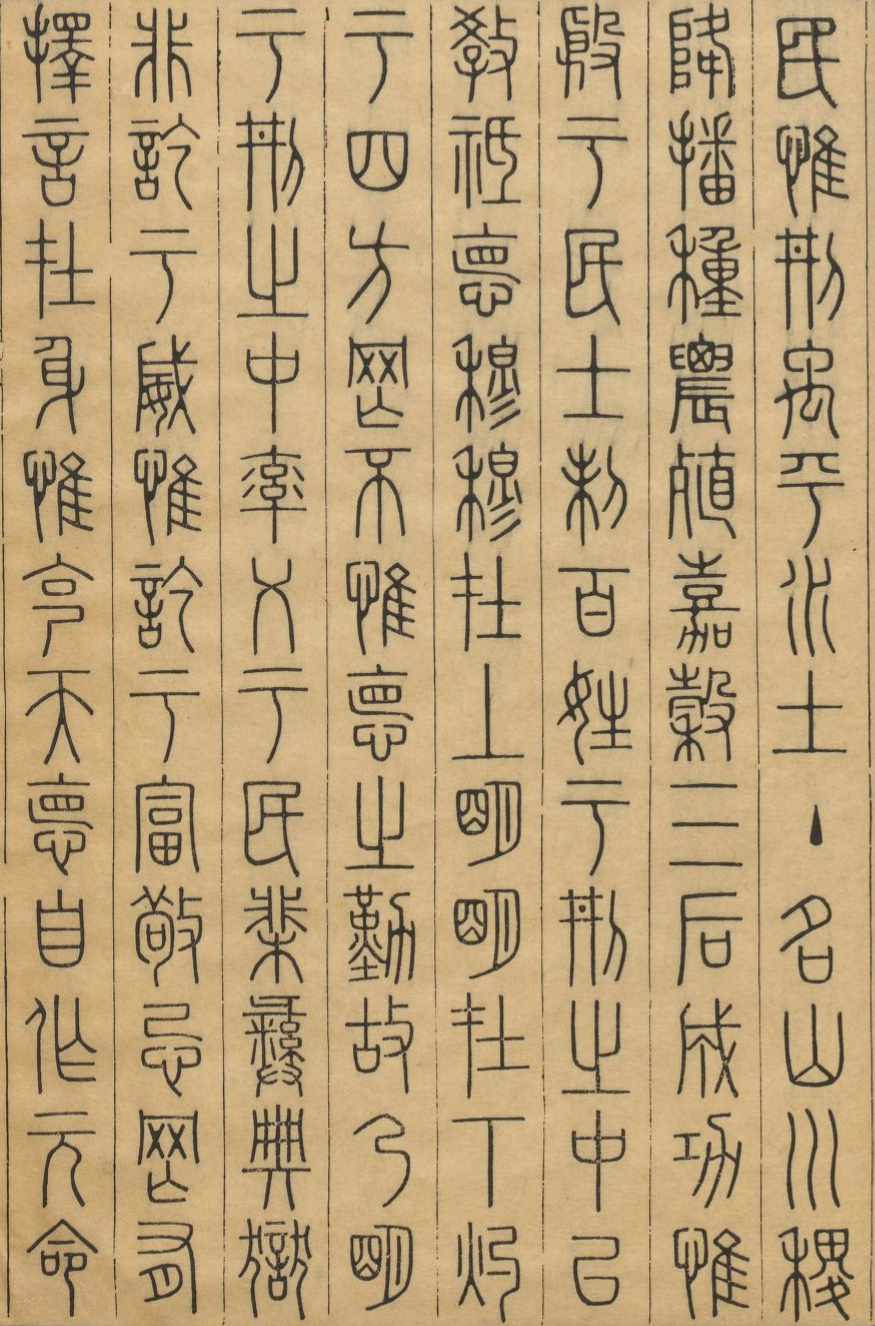 民惟刑禹平水土主名山川稷
降播種農殖嘉穀三后成功惟
殷于民士制百姓于刑之中以
教祗悳穆穆在上明明在下灼
于四方罔不惟悳之勤故乃明
于刑之中率乂于民棐彝典獄
非訖于威惟訖于富敬忌罔有
擇言在身惟克天悳自作元命